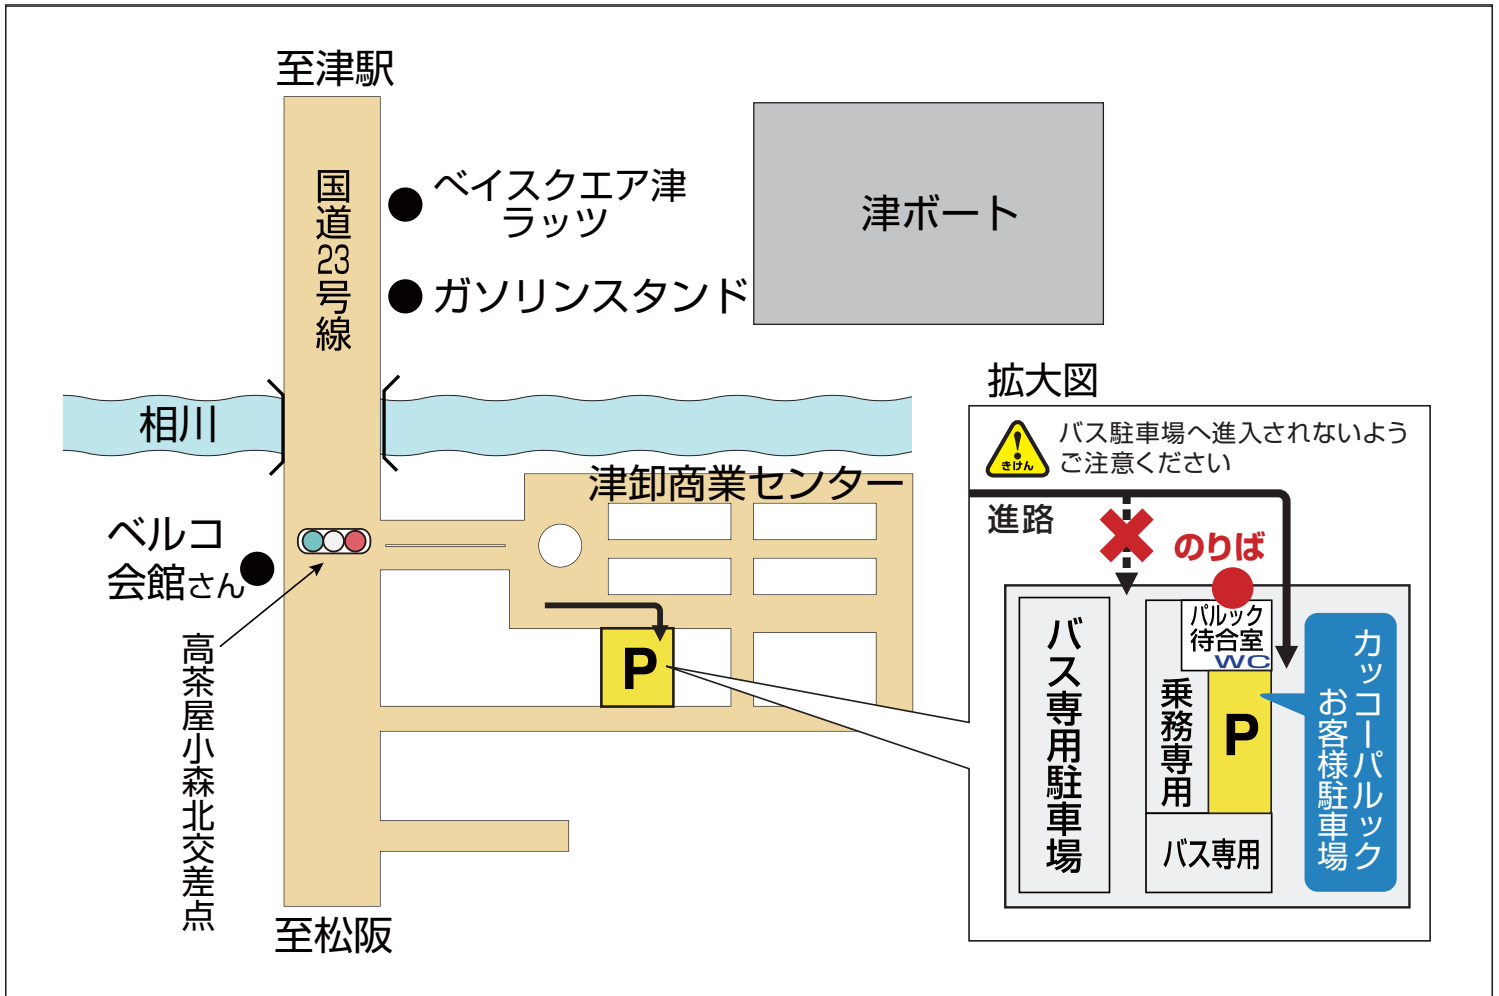 至津駅
国道23号線
ベイスクエア津
ラッツ
ガソリンスタンド
津ボート
相川
津卸商業センター
ベルコ
会館さん
高茶屋小森北交差点
P
至松阪
拡大図
きけん
バス駐車場へ進入されないよう
ご注意ください
進路
のりば
バス専用駐車場
パルック
待合室
WC
乗務専用
P
バス専用
カッコーパルック
お客様駐車場